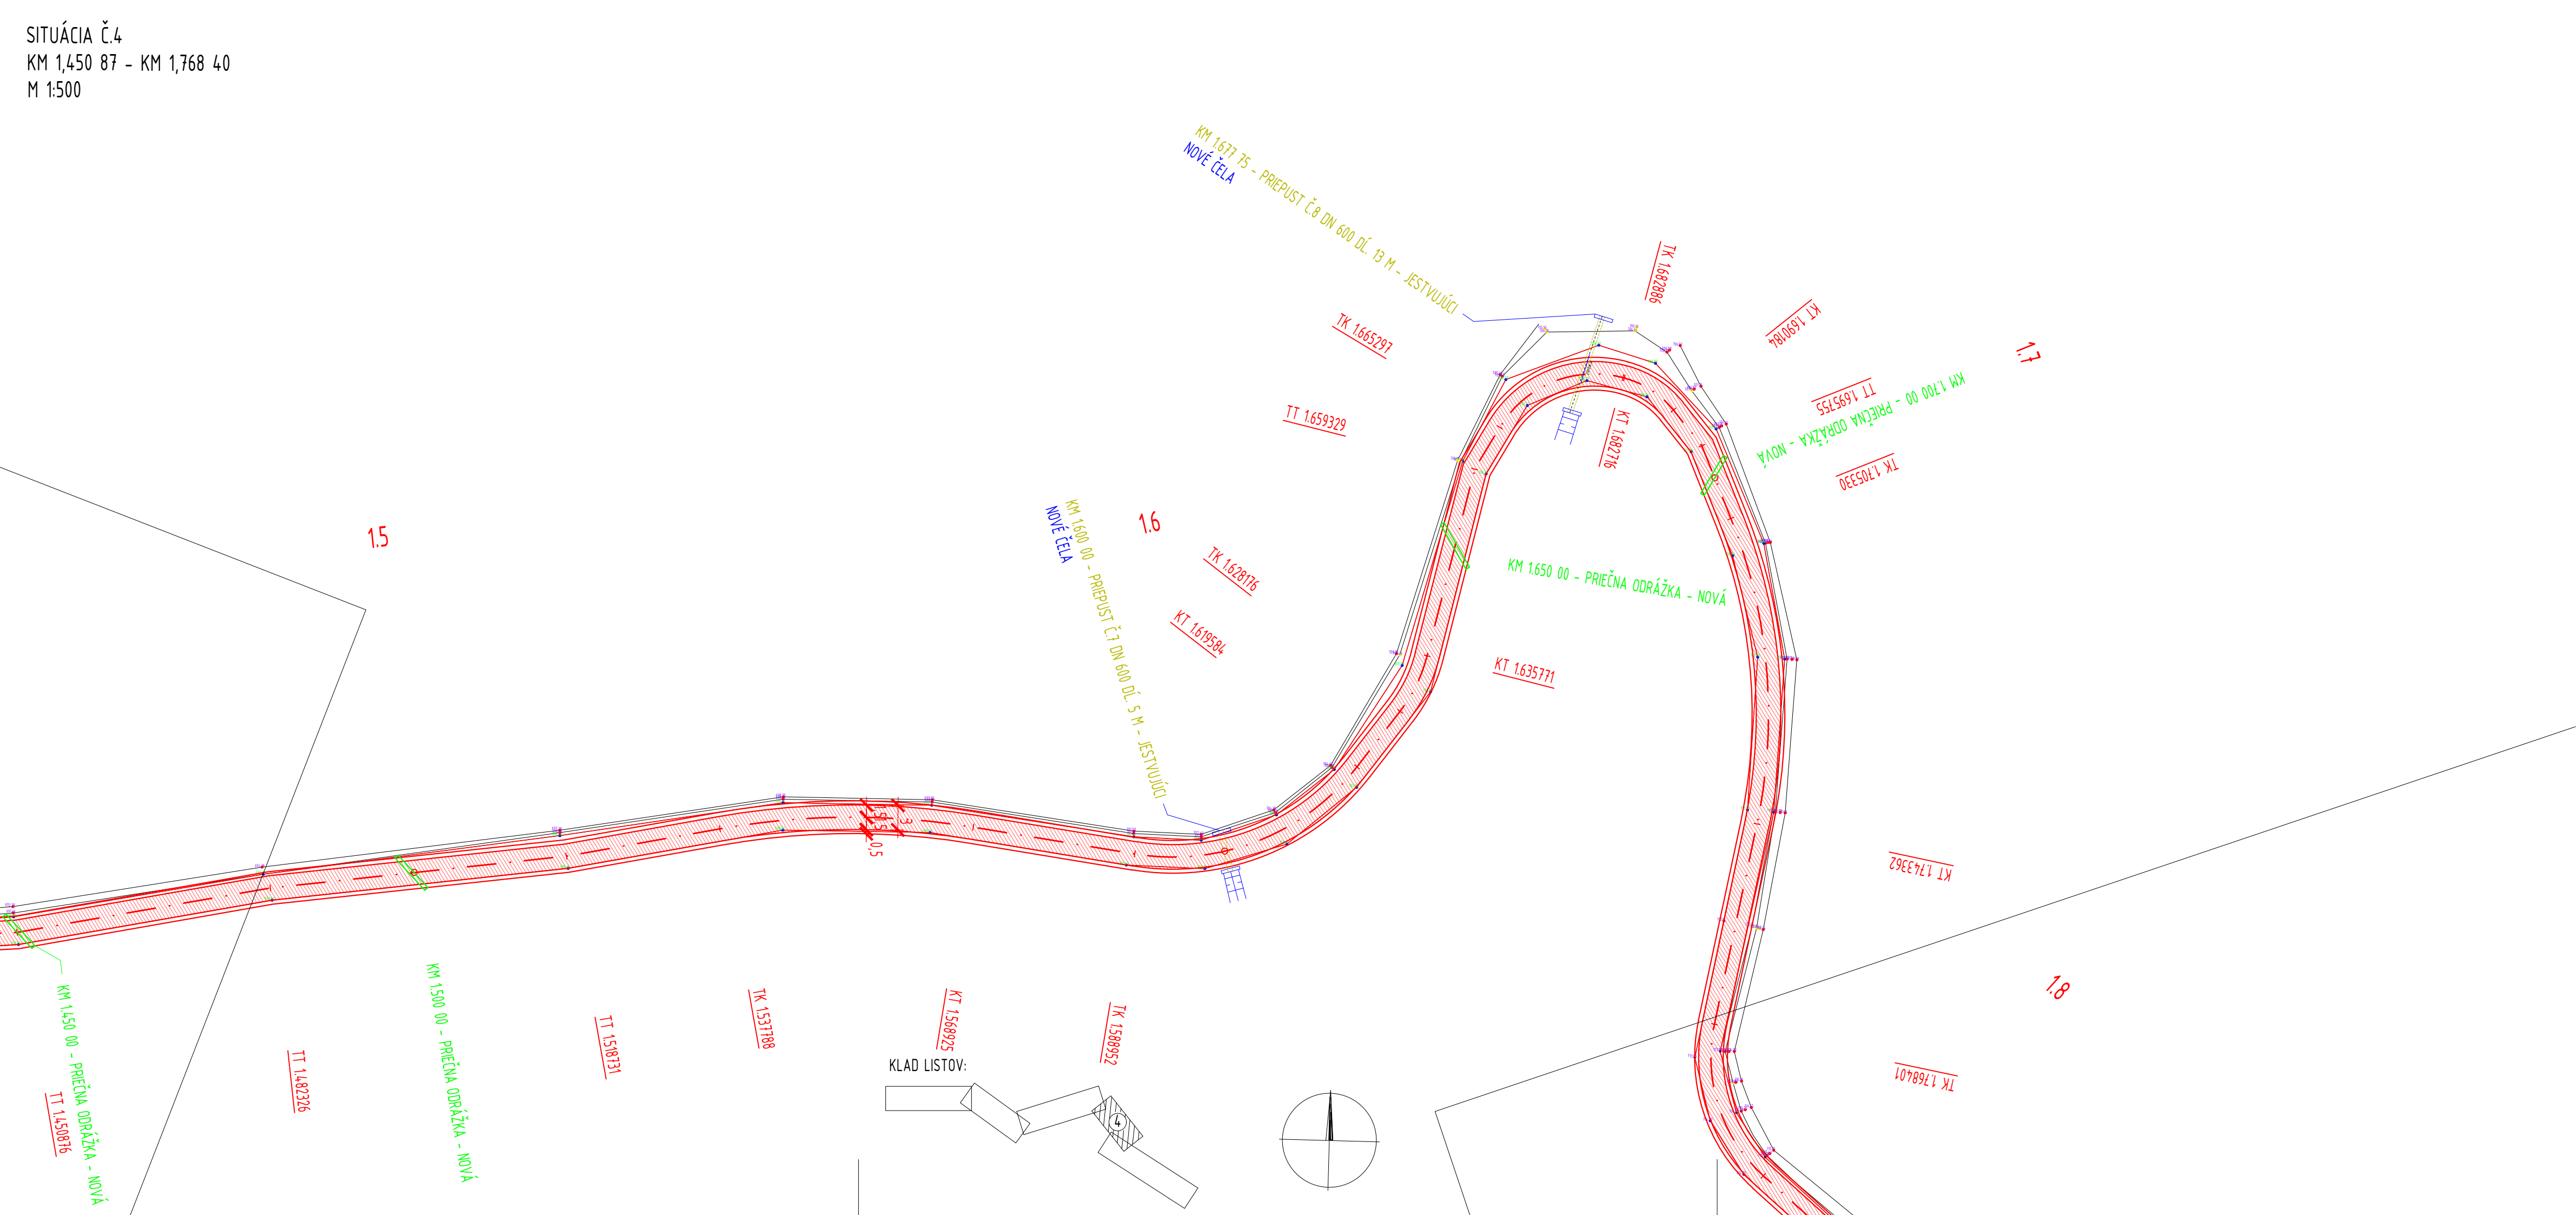 SITUÁCIA Č.4
KM 1,450 87 - KM 1,768 40
M 1:500
KM 1.677 75 - PRIEPUST Č.8 DN 600 DĹ. 13 M - JESTVUJÚCI
NOVÉ ČELA
TK 1.682886
TK 1.665297
KT 1.690184
1.7
TT 1.695755
KM 1.700 00 - PRIEČNA ODRÁŽKA - NOVÁ
TT 1.659329
KT 1.682716
TK 1.705330
1.5
1.6
KM 1.600 00 - PRIEPUST Č.7 DN 600 DĹ. 5 M - JESTVUJÚCI
NOVÉ ČELA
TK 1.628176
KM 1.650 00 - PRIEČNA ODRÁŽKA - NOVÁ
KT 1.619584
KT 1.635771
3
0,5
KT 1.743362
KM 1.450 00 - PRIEČNA ODRÁŽKA - NOVÁ
KM 1.500 00 - PRIEČNA ODRÁŽKA - NOVÁ
TT 1.450876
TT 1.482326
TT 1.518731
TK 1.537788
KT 1.568925
TK 1.588952
1.8
TK 1.768401
KLAD LISTOV:
4